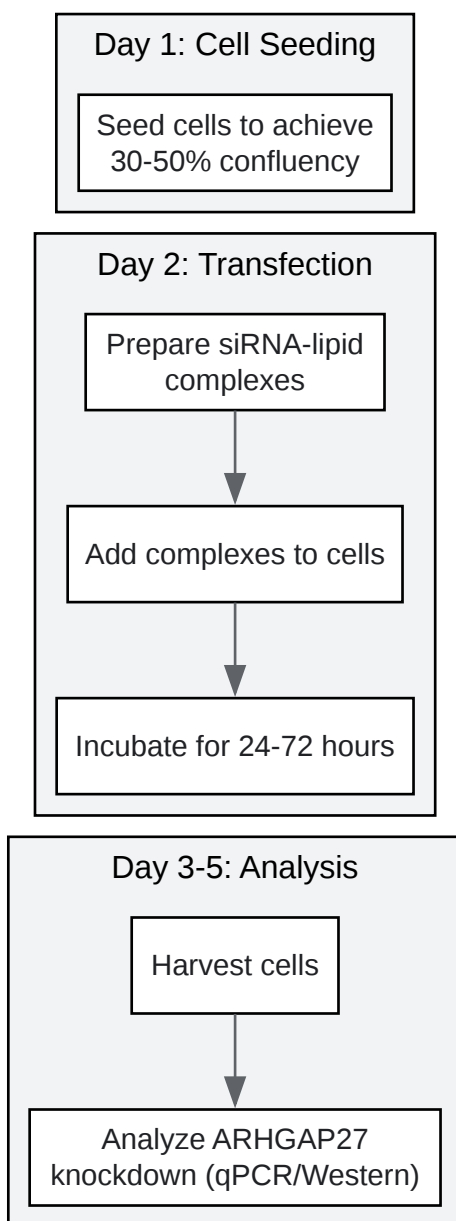 Day 1: Cell Seeding
Seed cells to achieve
30-50% confluency
Day 2: Transfection
Prepare siRNA-lipid
complexes
Add complexes to cells
Incubate for 24-72 hours
Day 3-5: Analysis
Harvest cells
Analyze ARHGAP27
knockdown (qPCR/Western)